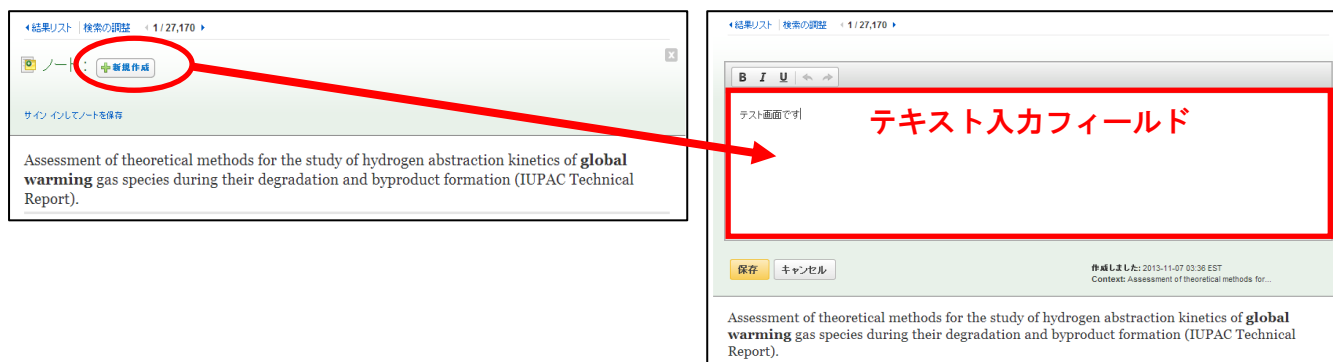 結果リスト 検索の調整 1 / 27,170
ノート : 新規作成
サイン インしてノートを保存
Assessment of theoretical methods for the study of hydrogen abstraction kinetics of global
warming gas species during their degradation and byproduct formation (IUPAC Technical
Report).
結果リスト 検索の調整 1 / 27,170
B I U
テスト画面です
テキスト入力フィールド
保存 キャンセル
作成しました: 2013-11-07 03:36 EST
Context: Assessment of theoretical methods for...
Assessment of theoretical methods for the study of hydrogen abstraction kinetics of global
warming gas species during their degradation and byproduct formation (IUPAC Technical
Report).